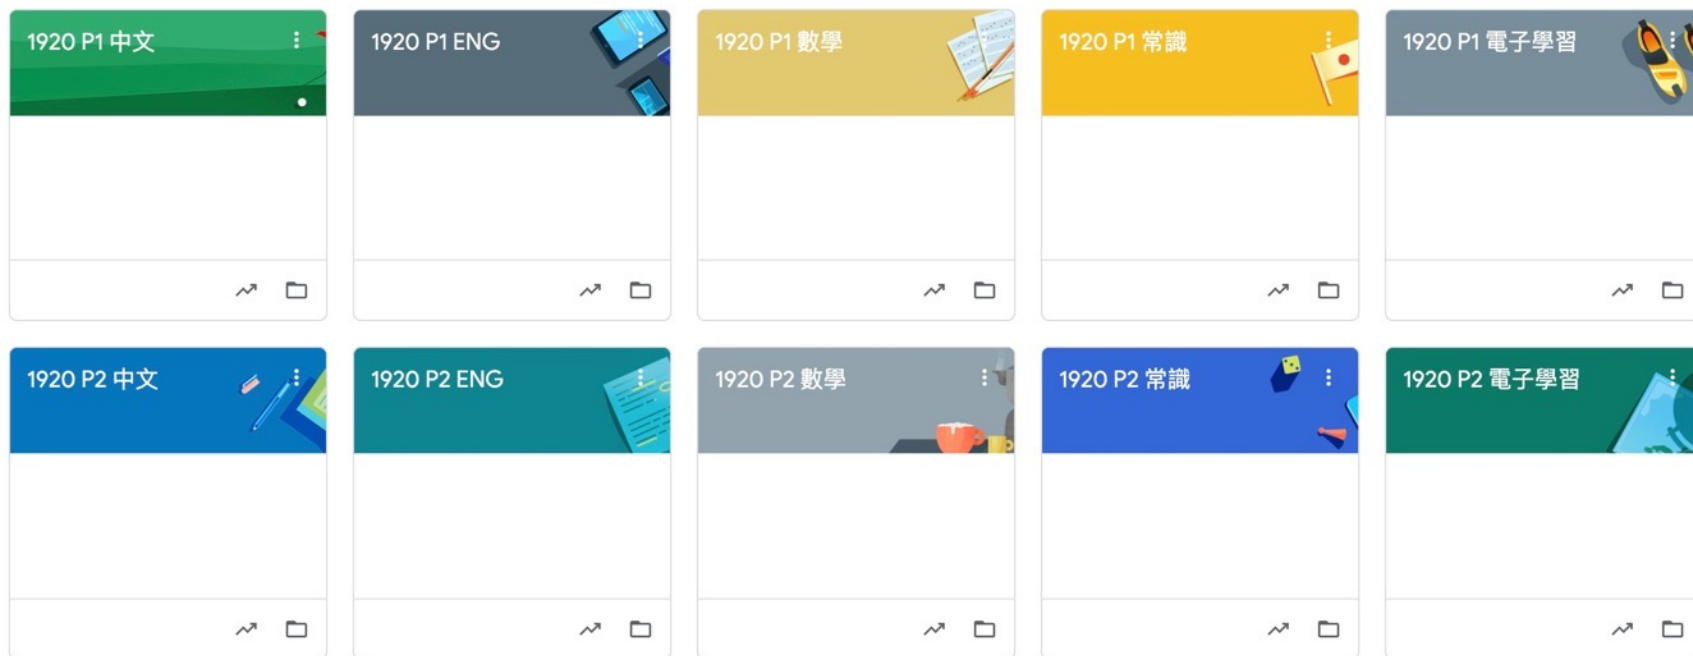 1920 P1 中文
1920 P1 ENG
1920 P1 數學
1920 P1 常識
1920 P1 電子學習
1920 P2 中文
1920 P2 ENG
1920 P2 數學
1920 P2 常識
1920 P2 電子學習